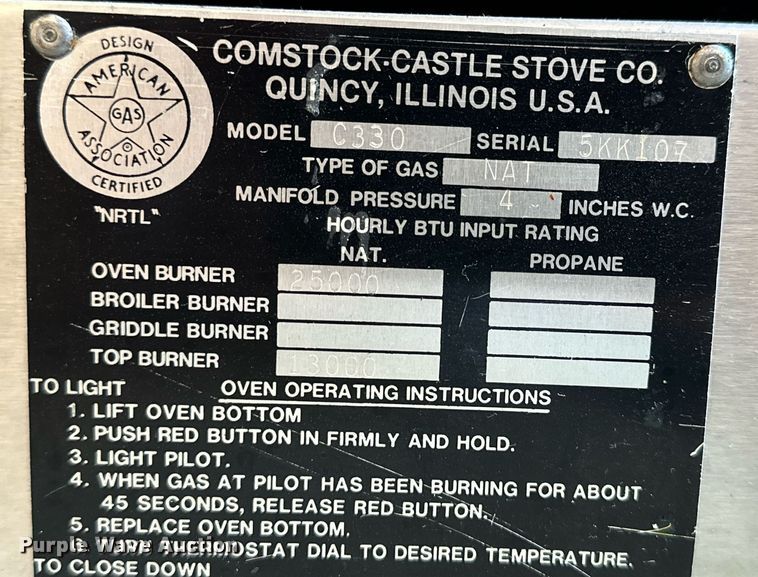 DESIGN
AMERICAN
GAS
ASSOCIATION
CERTIFIED
"NRTL"
COMSTOCK-CASTLE STOVE CO.
QUINCY, ILLINOIS U.S.A.
MODEL C330 SERIAL 5KK107
TYPE OF GAS NAT
MANIFOLD PRESSURE 4 INCHES W.C.
HOURLY BTU INPUT RATING
NAT. PROPANE
OVEN BURNER 25000
BROILER BURNER
GRIDDLE BURNER
TOP BURNER 13000
TO LIGHT OVEN OPERATING INSTRUCTIONS
1. LIFT OVEN BOTTOM
2. PUSH RED BUTTON IN FIRMLY AND HOLD.
3. LIGHT PILOT.
4. WHEN GAS AT PILOT HAS BEEN BURNING FOR ABOUT
45 SECONDS, RELEASE RED BUTTON.
5. REPLACE OVEN BOTTOM.
DIAL TO DESIRED TEMPERATURE.
TO CLOSE DOWN
Purple Wave Auction